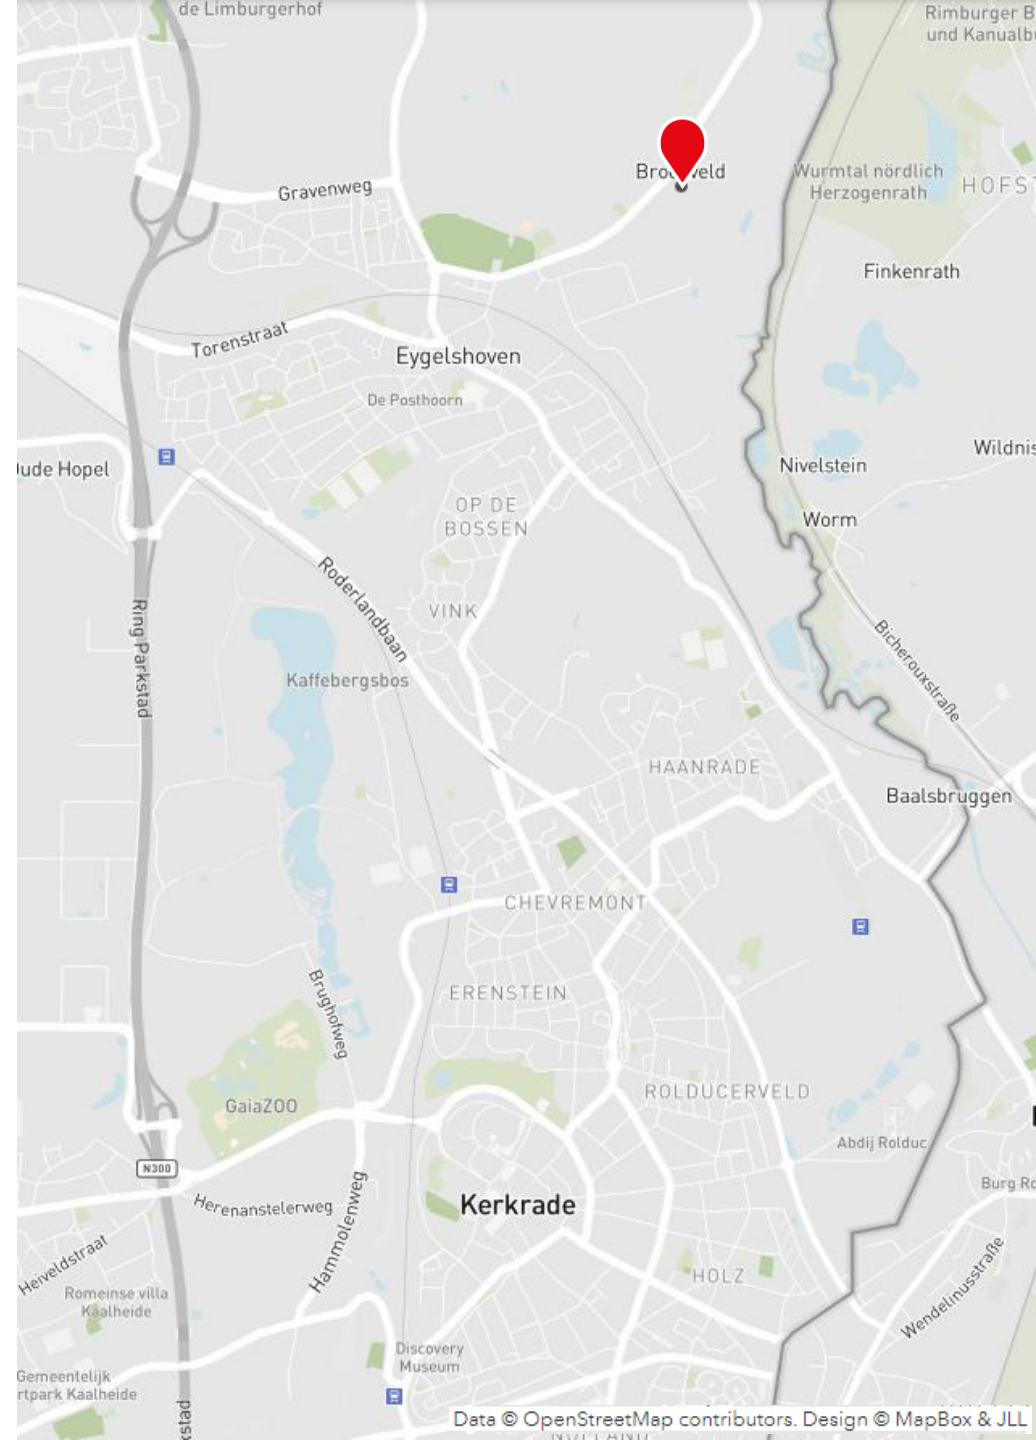 de Limburgerhof
Rimburger B
und Kanualb
Gravenweg
Wurmtal nördlich
Herzogenrath
HOFST
Finkenrath
Torenstraat
Eygelshoven
De Posthoorn
ude Hopel
Wildnis
Nivelstein
OP DE
BOSSEN
Worm
Roderlandbaan
VINK
Ring Parkstad
Bicherouxstraße
Kaffebergsbos
HAANRADE
Baalsbruggen
CHEVREMONT
ERENSTEIN
Brughofweg
ROLDUCERVELD
GaiaZOO
Abdij Rolduc
N300
Burg Ro
Herenanstelerweg
Kerkrade
Hammolenweg
Heiveldstraat
HOLZ
Wendelinusstraße
Romeinse villa
Kaalheide
Discovery
Museum
Gemeentelijk
rtpark Kaalheide
kstad
Data © OpenStreetMap contributors. Design © MapBox & JLL